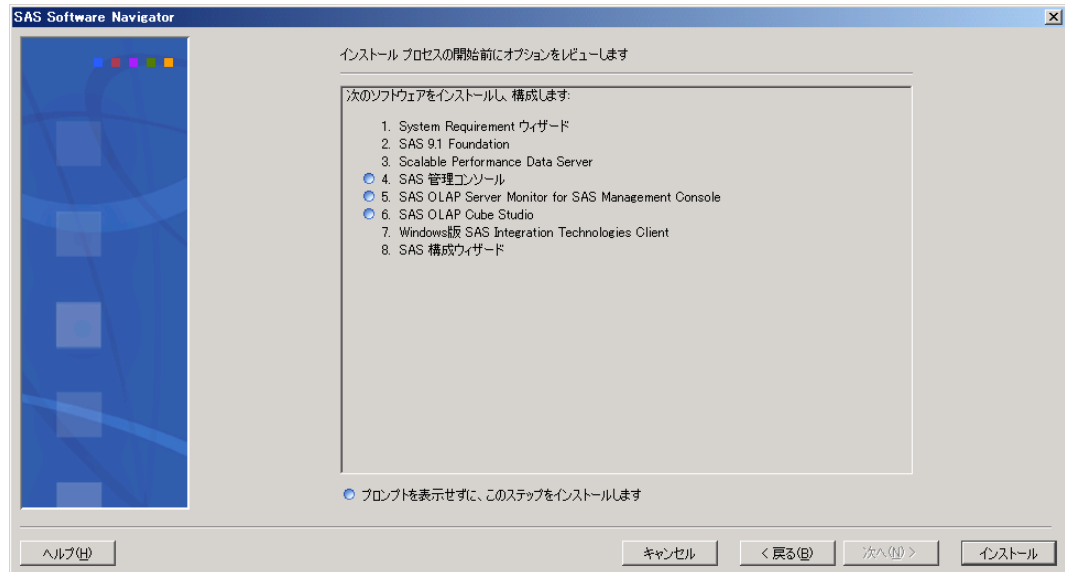 SAS Software Navigator
インストール プロセスの開始前にオプションをレビューします
次のソフトウェアをインストールし、構成します:
1. System Requirement ウィザード
2. SAS 9.1 Foundation
3. Scalable Performance Data Server
4. SAS 管理コンソール
5. SAS OLAP Server Monitor for SAS Management Console
6. SAS OLAP Cube Studio
7. Windows版 SAS Integration Technologies Client
8. SAS 構成ウィザード
プロンプトを表示せずに、このステップをインストールします
ヘルプ(H) キャンセル < 戻る(B) 次へ(N) > インストール